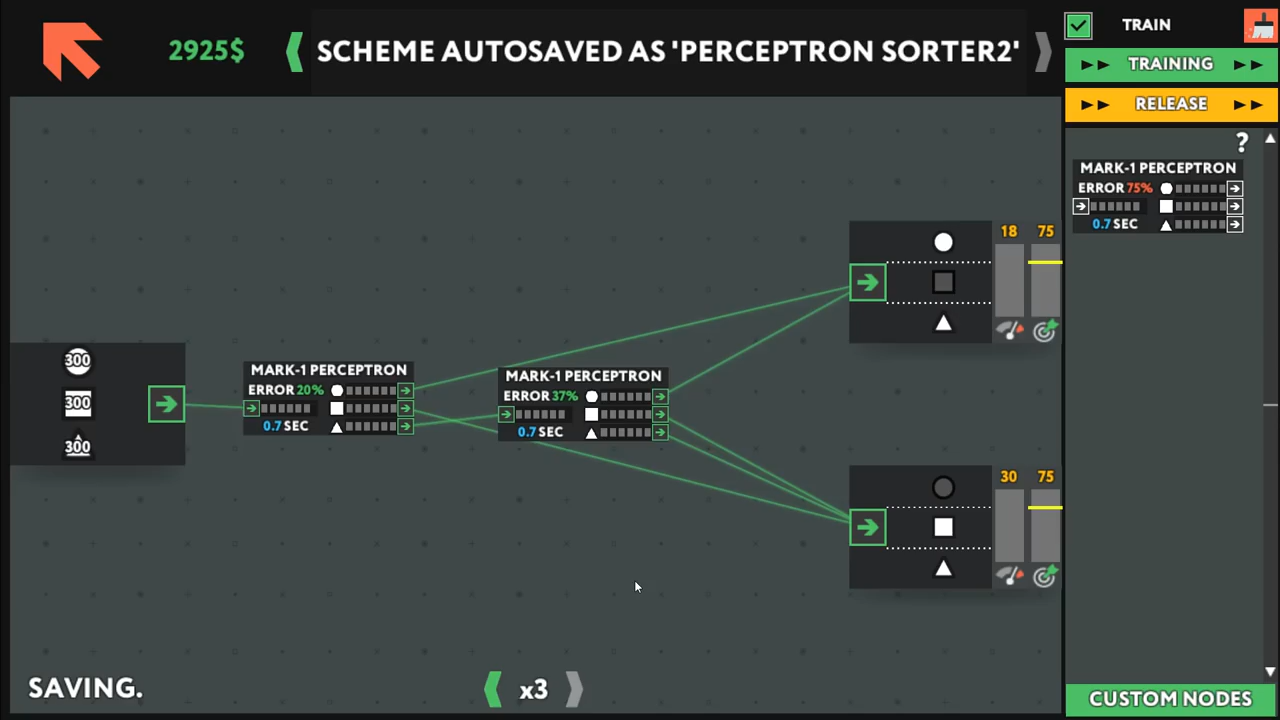 2925$
SCHEME AUTOSAVED AS 'PERCEPTRON SORTER2'
TRAIN
TRAINING
RELEASE
?
MARK-1 PERCEPTRON
ERROR 75%
0.7 SEC
300
300
300
MARK-1 PERCEPTRON
ERROR 20%
0.7 SEC
MARK-1 PERCEPTRON
ERROR 37%
0.7 SEC
18 75
30 75
SAVING.
x3
CUSTOM NODES